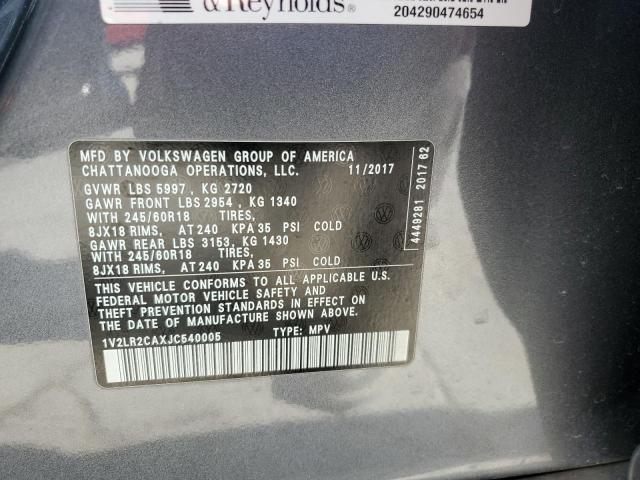 & Reynolds®
204290474654
MFD BY VOLKSWAGEN GROUP OF AMERICA
CHATTANOOGA OPERATIONS, LLC. 11/2017
GVWR LBS 5997 , KG 2720
GAWR FRONT LBS 2954 , KG 1340
WITH 245/60R18 TIRES,
8JX18 RIMS, AT 240 KPA 35 PSI COLD
GAWR REAR LBS 3153, KG 1430
WITH 245/60R18 TIRES,
8JX18 RIMS, AT 240 KPA 35 PSI COLD
THIS VEHICLE CONFORMS TO ALL APPLICABLE U.S.
FEDERAL MOTOR VEHICLE SAFETY AND
THEFT PREVENTION STANDARDS IN EFFECT ON
THE DATE OF MANUFACTURE SHOWN ABOVE.
1V2LR2CAXJC540005 TYPE: MPV
4449281 2017 62